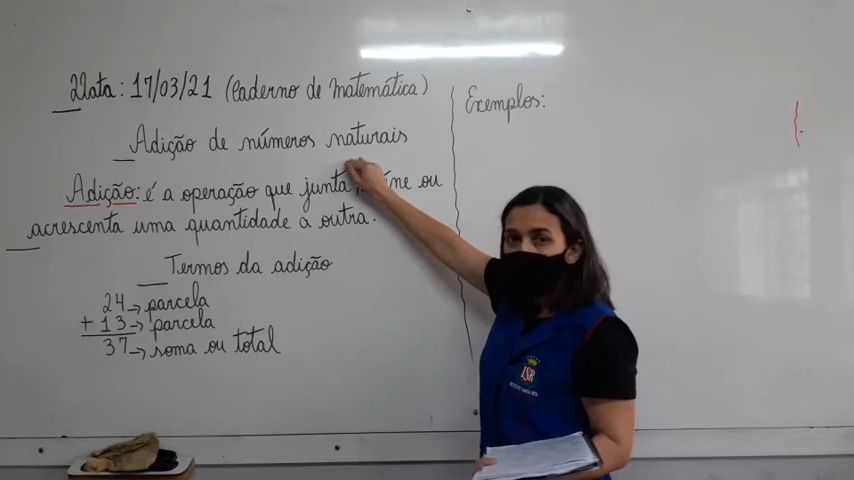 Data: 17/03/21 (Caderno de Matemática)
Adição de números naturais
Adição: é a operação que junta, ou
acrescenta uma quantidade a outra.
Termos da adição
24 → parcela
+ 13 → parcela
37 → soma ou total
Exemplos:
ISR